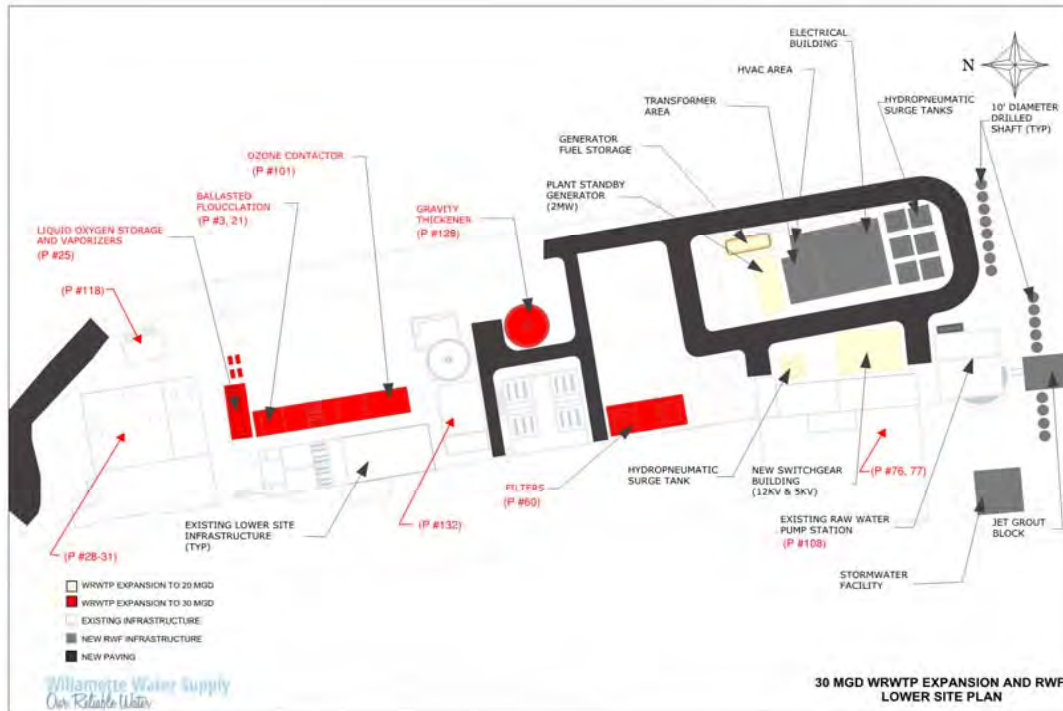 ELECTRICAL
BUILDING
HVAC AREA
N
TRANSFORMER
AREA
HYDROPNEUMATIC
SURGE TANKS
10' DIAMETER
DRILLED
SHAFT (TYP)
GENERATOR
FUEL STORAGE
OZONE CONTACTOR
(P #101)
PLANT STANDBY
GENERATOR
(2MW)
BALLASTED
FLOUCCLATION
(P #3, 21)
GRAVITY
THICKENER
(P #128)
LIQUID OXYGEN STORAGE
AND VAPORIZERS
(P #25)
(P #118)
HYDROPNEUMATIC
SURGE TANK
NEW SWITCHGEAR
BUILDING
(12KV & 5KV)
(P #76, 77)
FILTERS
(P #60)
EXISTING LOWER SITE
INFRASTRUCTURE
(TYP)
(P #132)
EXISTING RAW WATER
PUMP STATION
(P #108)
JET GROUT
BLOCK
(P #28-31)
STORMWATER
FACILITY
WRWTP EXPANSION TO 20 MGD
WRWTP EXPANSION TO 30 MGD
EXISTING INFRASTRUCTURE
NEW RWF INFRASTRUCTURE
NEW PAVING
Willamette Water Supply
Our Reliable Water
30 MGD WRWTP EXPANSION AND RWF
LOWER SITE PLAN